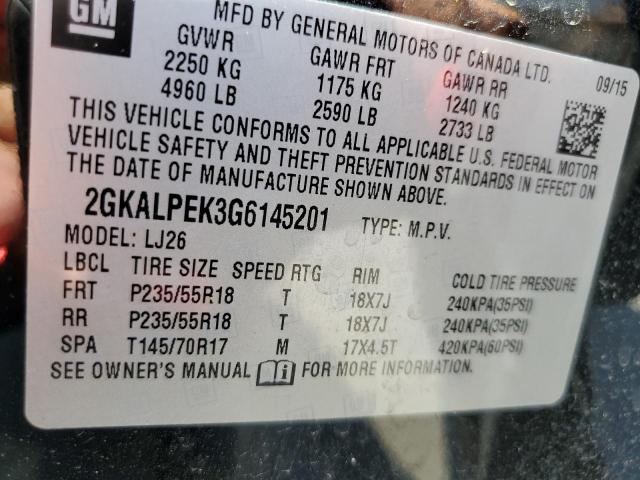 GM
MFD BY GENERAL MOTORS OF CANADA LTD.
GVWR GAWR FRT GAWR RR 09/15
2250 KG 1175 KG 1240 KG
4960 LB 2590 LB 2733 LB
THIS VEHICLE CONFORMS TO ALL APPLICABLE U.S. FEDERAL MOTOR
VEHICLE SAFETY AND THEFT PREVENTION STANDARDS IN EFFECT ON
THE DATE OF MANUFACTURE SHOWN ABOVE.
2GKALPEK3G6145201 TYPE: M.P.V.
MODEL: LJ26
LBCL TIRE SIZE SPEED RTG RIM COLD TIRE PRESSURE
FRT P235/55R18 T 18X7J 240KPA(35PSI)
RR P235/55R18 T 18X7J 240KPA(35PSI)
SPA T145/70R17 M 17X4.5T 420KPA(60PSI)
SEE OWNER'S MANUAL FOR MORE INFORMATION.